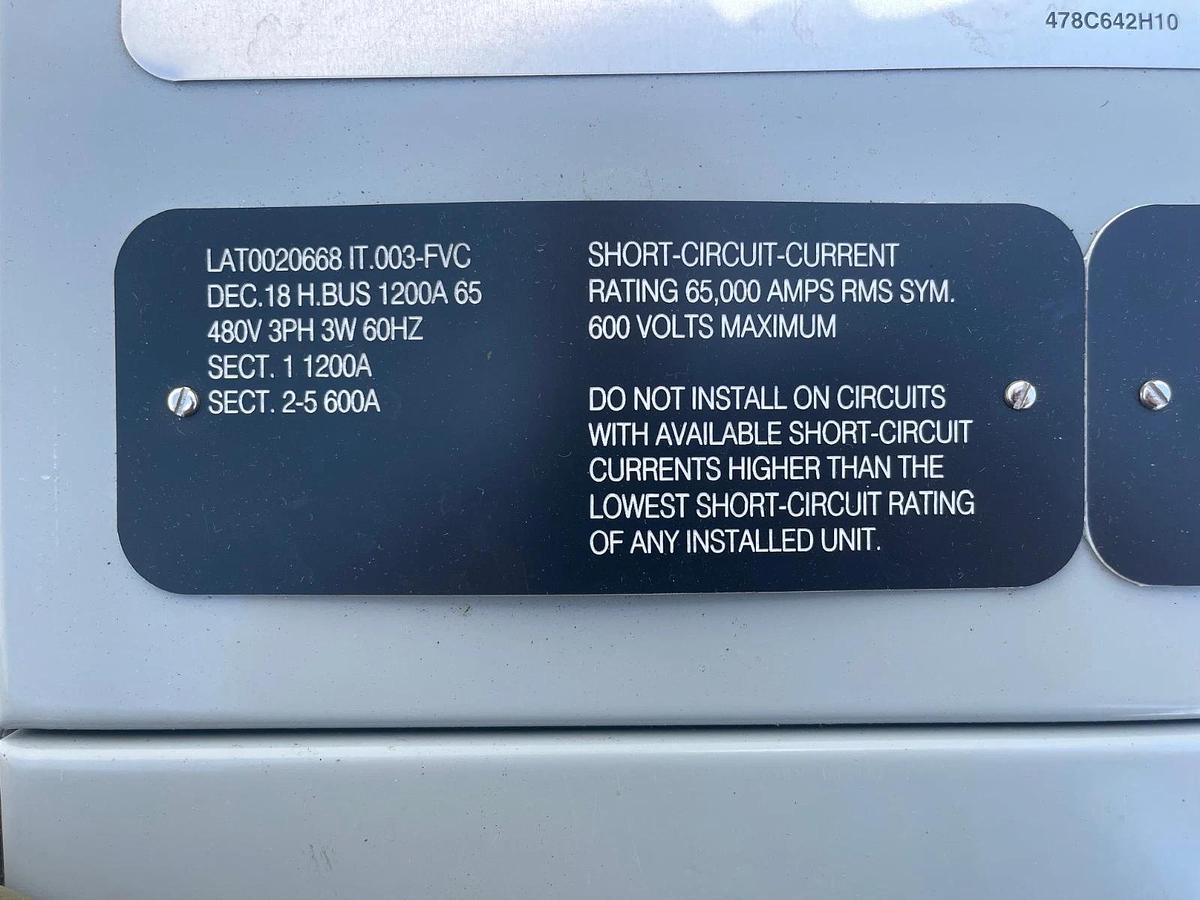 478C642H10
LAT0020668 IT.003-FVC
DEC.18 H.BUS 1200A 65
480V 3PH 3W 60HZ
SECT. 1 1200A
SECT. 2-5 600A
SHORT-CIRCUIT-CURRENT
RATING 65,000 AMPS RMS SYM.
600 VOLTS MAXIMUM
DO NOT INSTALL ON CIRCUITS
WITH AVAILABLE SHORT-CIRCUIT
CURRENTS HIGHER THAN THE
LOWEST SHORT-CIRCUIT RATING
OF ANY INSTALLED UNIT.